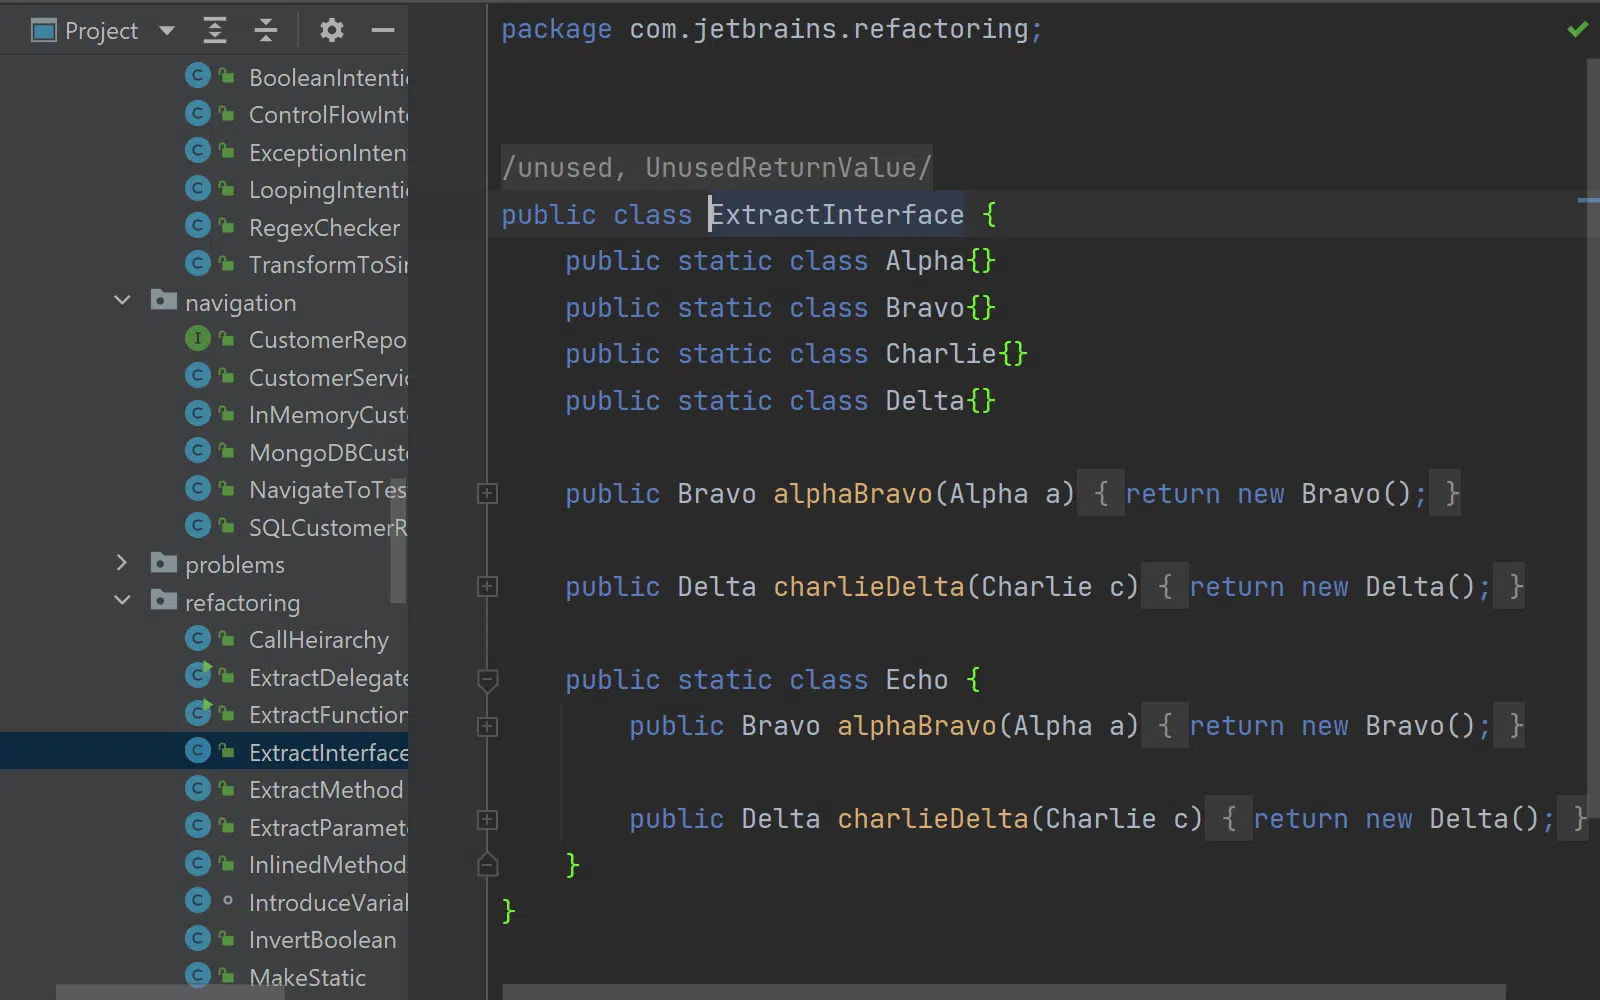 Project
BooleanIntentic
ControlFlowInte
ExceptionInten
LoopingIntentic
RegexChecker
TransformToSi
navigation
CustomerRepo
CustomerServic
InMemoryCust
MongoDBCust
NavigateToTes
SQLCustomerR
problems
refactoring
CallHeirarchy
ExtractDelegate
ExtractFunction
ExtractInterface
ExtractMethod
ExtractParamet
InlinedMethod
IntroduceVarial
InvertBoolean
MakeStatic
package com.jetbrains.refactoring;
/unused, UnusedReturnValue/
public class ExtractInterface {
public static class Alpha{}
public static class Bravo{}
public static class Charlie{}
public static class Delta{}
public Bravo alphaBravo(Alpha a) { return new Bravo(); }
public Delta charlieDelta(Charlie c) { return new Delta(); }
public static class Echo {
public Bravo alphaBravo(Alpha a) { return new Bravo(); }
public Delta charlieDelta(Charlie c) { return new Delta(); }
}
}